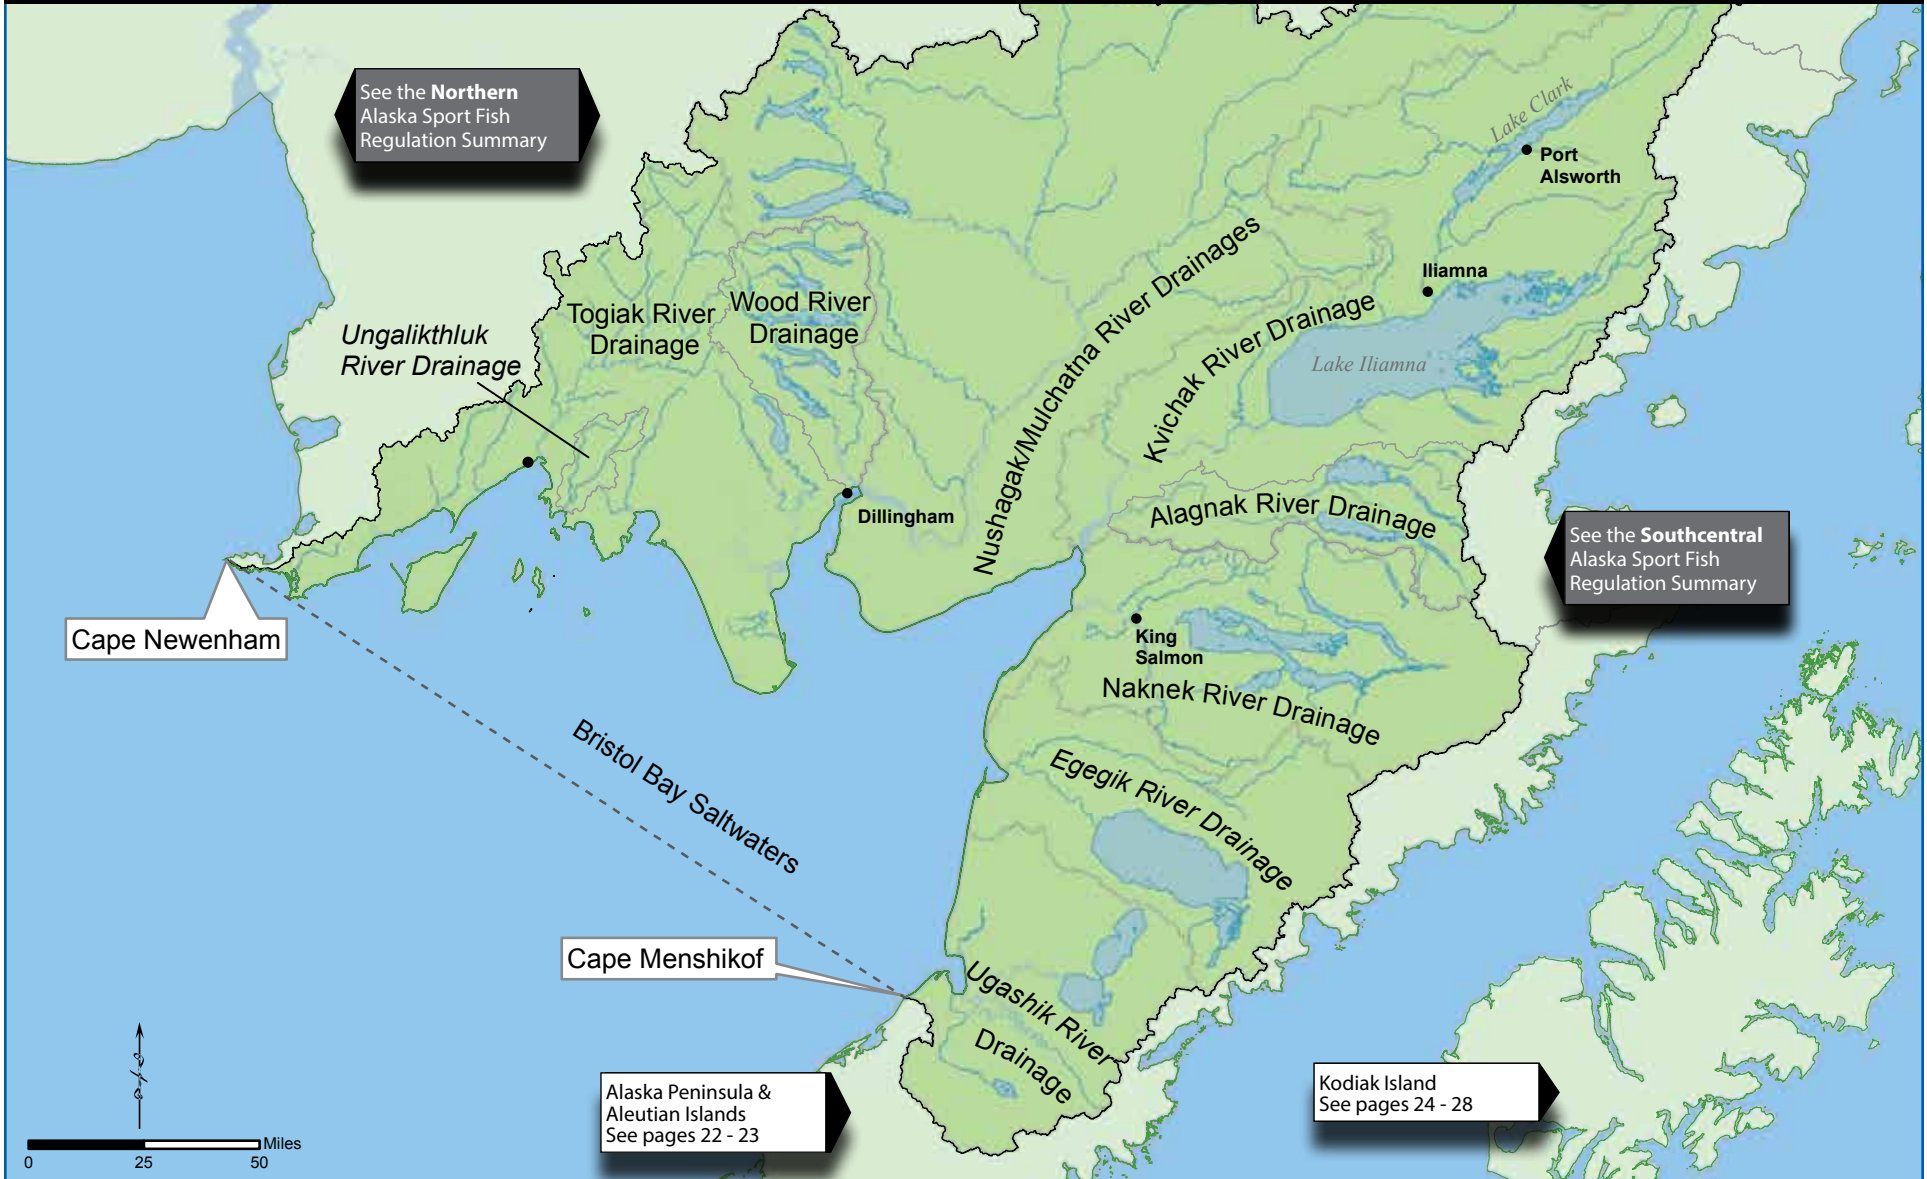 See the Northern
Alaska Sport Fish
Regulation Summary
Lake Clark
Port
Alsworth
Iliamna
Lake Iliamna
Togiak River
Drainage
Wood River
Drainage
Ungalikthluk
River Drainage
Nushagak/Mulchatna River Drainages
Kvichak River Drainage
Dillingham
Alagnak River Drainage
See the Southcentral
Alaska Sport Fish
Regulation Summary
Cape Newenham
King
Salmon
Naknek River Drainage
Bristol Bay Saltwaters
Egegik River Drainage
Cape Menshikof
Ugashik River
Drainage
Alaska Peninsula &
Aleutian Islands
See pages 22 - 23
Kodiak Island
See pages 24 - 28
Miles
0 25 50